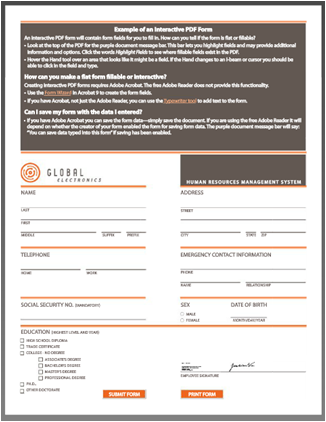 Example of an Interactive PDF Form
An interactive PDF form will contain form fields for you to fill in. How can you tell if the form is flat or fillable?
• Look at the top of the PDF for the purple document message bar. This bar lets you highlight fields and may provide additional
information and options. Click the words Highlight Fields to see where fillable fields exist in the PDF.
• Hover the Hand tool over an area that looks like it might be a field. If the Hand changes to an I-beam or cursor you should be
able to click in the field and type.
How can you make a flat form fillable or interactive?
Creating interactive PDF forms requires Adobe Acrobat. The free Adobe Reader does not provide this functionality.
• Use the Form Wizard in Acrobat 9 to create the form fields.
• If you have Acrobat, not just the Adobe Reader, you can use the Typewriter tool to add text to the form.
Can I save my form with the data I entered?
• If you have Adobe Acrobat you can save the form data—simply save the document. If you are using the free Adobe Reader it will
depend on whether the creator of your form enabled the form for saving form data. The purple document message bar will say:
"You can save data typed into this form" if saving has been enabled.
GLOBAL
ELECTRONICS
HUMAN RESOURCES MANAGEMENT SYSTEM
NAME
ADDRESS
LAST
STREET
FIRST
MIDDLE SUFFIX PREFIX
CITY STATE ZIP
TELEPHONE
EMERGENCY CONTACT INFORMATION
PHONE
HOME WORK
NAME RELATIONSHIP
SOCIAL SECURITY NO. (MANDATORY)
SEX
DATE OF BIRTH
MALE
FEMALE
MONTH/DAY/YEAR
EDUCATION (HIGHEST LEVEL AND YEAR)
HIGH SCHOOL DIPLOMA
TRADE CERTIFICATE
COLLEGE - NO DEGREE
ASSOCIATE'S DEGREE
BACHELOR'S DEGREE
MASTER'S DEGREE
PROFESSIONAL DEGREE
PH.D.
OTHER DOCTORATE
EMPLOYEE SIGNATURE
SUBMIT FORM
PRINT FORM